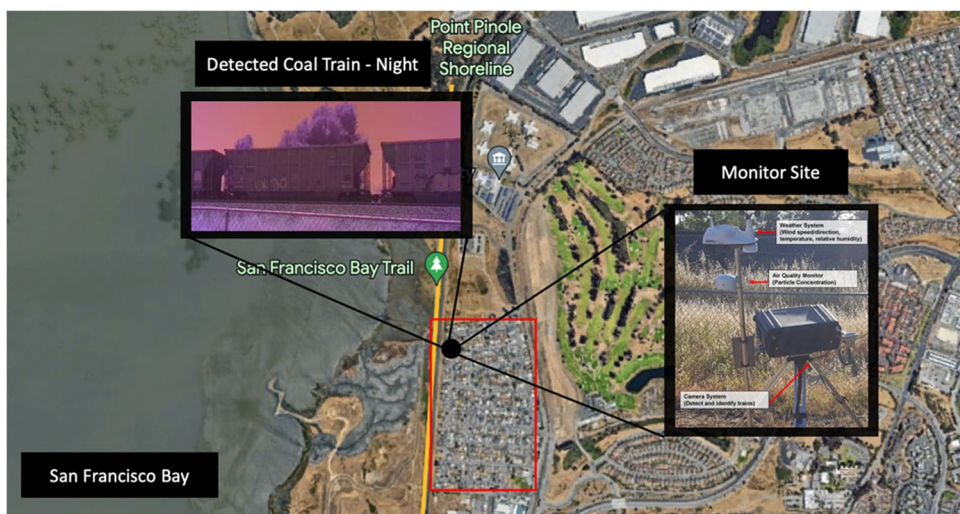 Point Pinole
Regional
Shoreline
Detected Coal Train - Night
Monitor Site
Weather System
(Wind speed/direction,
temperature, relative humidity)
Air Quality Monitor
(Particle Concentration)
San Francisco Bay Trail
Camera System
(Detect and identify trains)
San Francisco Bay